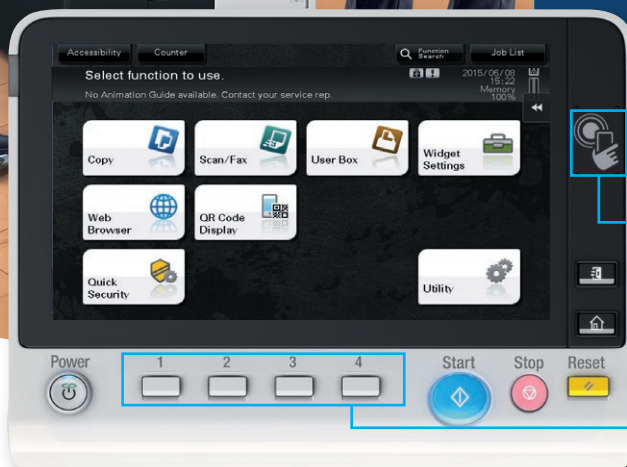 Accessibility
Counter
Function
Search
Job List
Select function to use.
2015/06/08
15:22
Memory
100%
No Animation Guide available. Contact your service rep.
Copy
Scan/Fax
User Box
Widget
Settings
Web
Browser
QR Code
Display
Quick
Security
Utility
Power
1
2
3
4
Start
Stop
Reset